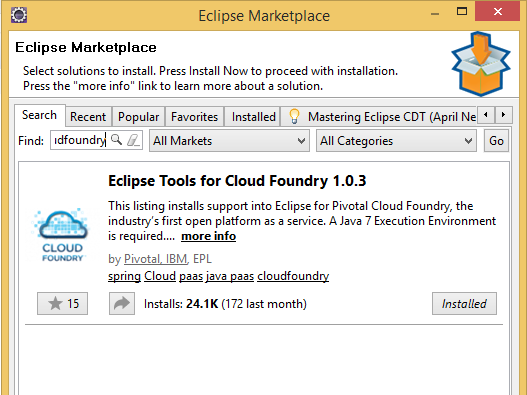 Eclipse Marketplace
Eclipse Marketplace
Select solutions to install. Press Install Now to proceed with installation.
Press the "more info" link to learn more about a solution.
Search Recent Popular Favorites Installed Mastering Eclipse CDT (April Ne
Find: dfoundry All Markets All Categories Go
Eclipse Tools for Cloud Foundry 1.0.3
This listing installs support into Eclipse for Pivotal Cloud Foundry, the
industry's first open platform as a service. A Java 7 Execution Environment
is required.... more info
CLOUD
FOUNDRY
by Pivotal, IBM, EPL
spring Cloud paas java paas cloudfoundry
15 Installs: 24.1K (172 last month) Installed